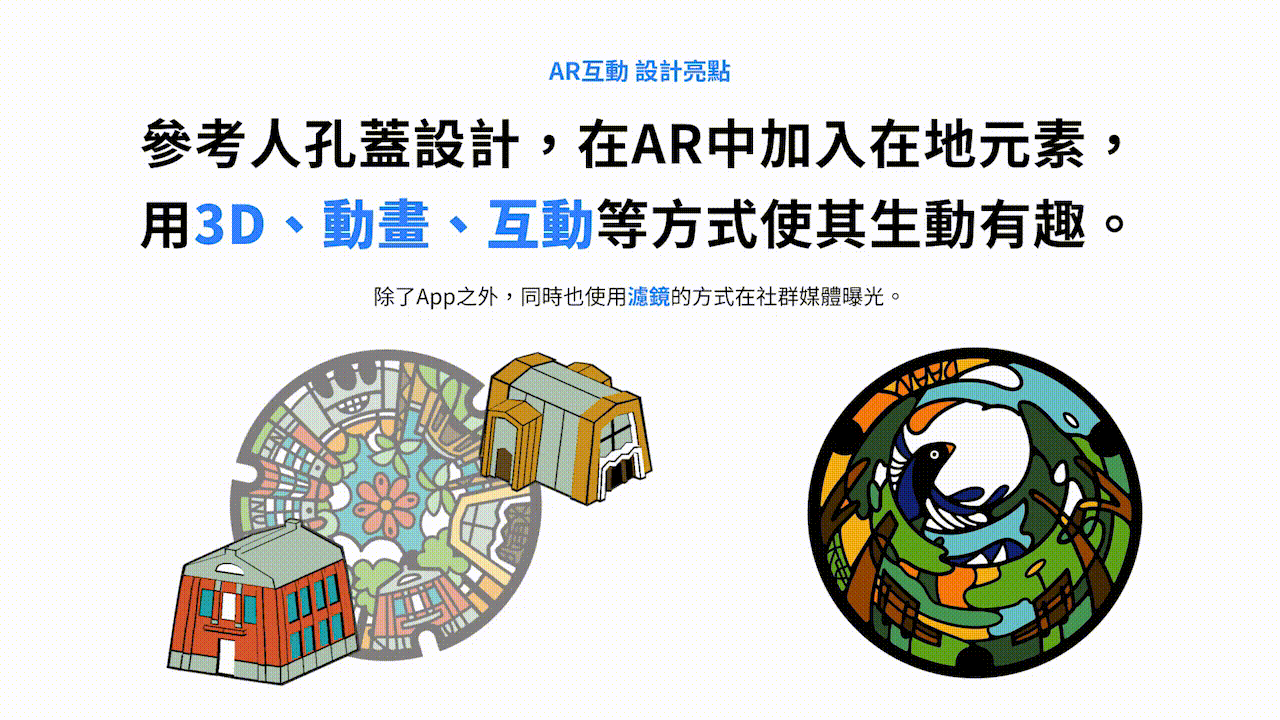 AR互動 設計亮點
參考人孔蓋設計，在AR中加入在地元素，
用3D、動畫、互動等方式使其生動有趣。
除了App之外，同時也使用濾鏡的方式在社群媒體曝光。